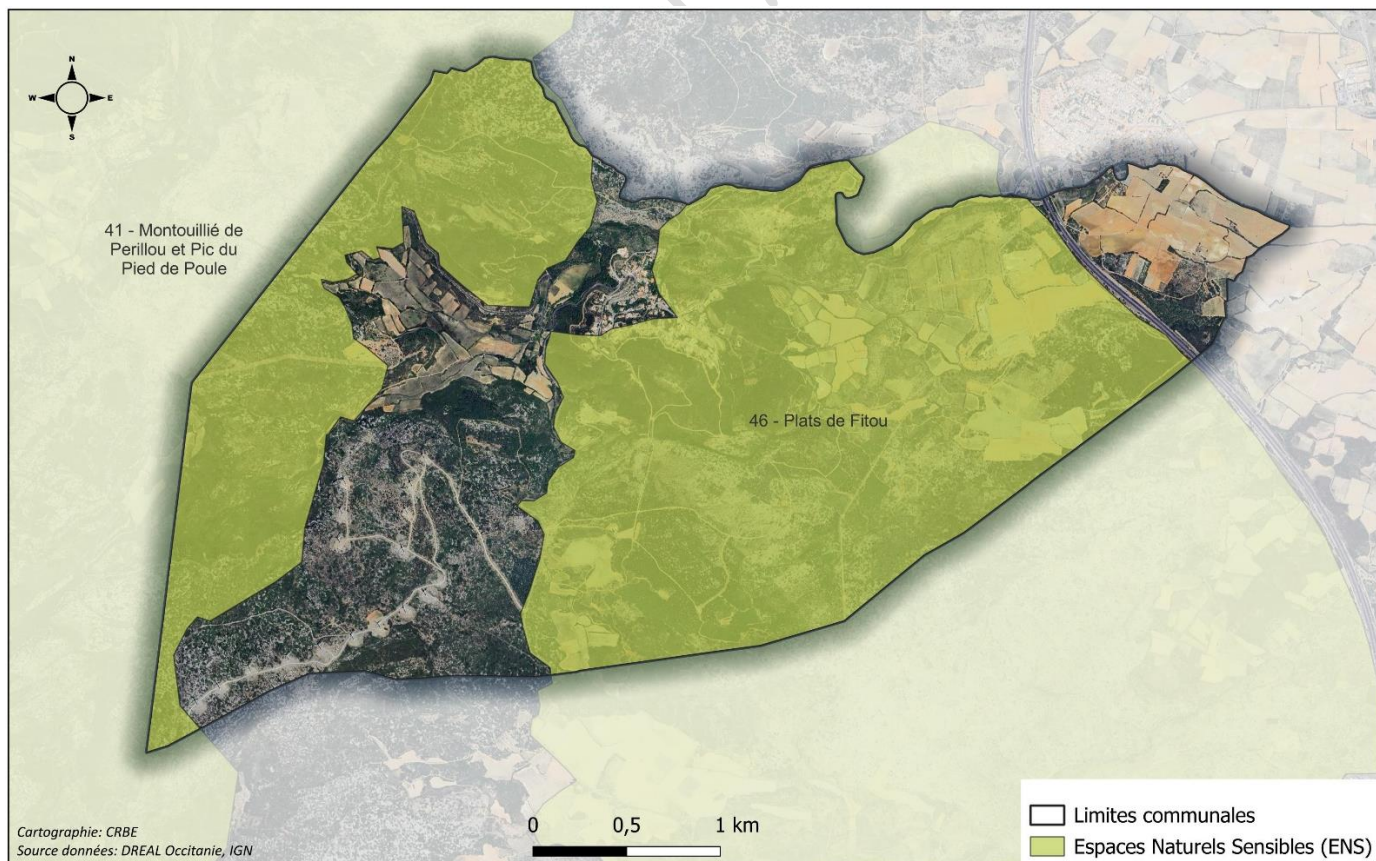 N
W E
S
41 - Montouillié de
Perillou et Pic du
Pied de Poule
46 - Plats de Fitou
Cartographie: CRBE
Source données: DREAL Occitanie, IGN
0 0,5 1 km
Limites communales
Espaces Naturels Sensibles (ENS)